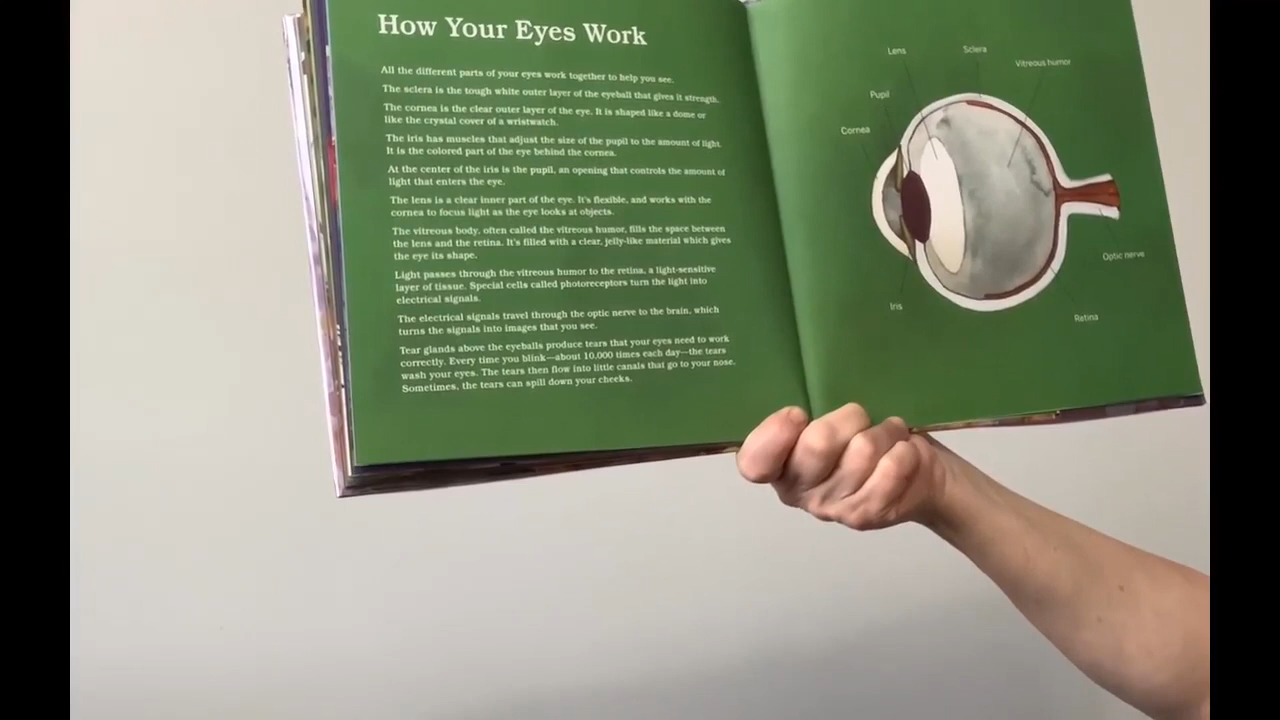 How Your Eyes Work
All the different parts of your eyes work together to help you see.
The sclera is the tough white outer layer of the eyeball that gives it strength.
The cornea is the clear outer layer of the eye. It is shaped like a dome or
like the crystal cover of a wristwatch.
The iris has muscles that adjust the size of the pupil to the amount of light.
It is the colored part of the eye behind the cornea.
At the center of the iris is the pupil, an opening that controls the amount of
light that enters the eye.
The lens is a clear inner part of the eye. It's flexible, and works with the
cornea to focus light as the eye looks at objects.
The vitreous body, often called the vitreous humor, fills the space between
the lens and the retina. It's filled with a clear, jelly-like material which gives
the eye its shape.
Light passes through the vitreous humor to the retina, a light-sensitive
layer of tissue. Special cells called photoreceptors turn the light into
electrical signals.
The electrical signals travel through the optic nerve to the brain, which
turns the signals into images that you see.
Tear glands above the eyeballs produce tears that your eyes need to work
correctly. Every time you blink—about 10,000 times each day—the tears
wash your eyes. The tears then flow into little canals that go to your nose.
Sometimes, the tears can spill down your cheeks.
Lens
Sclera
Vitreous humor
Pupil
Cornea
Optic nerve
Iris
Retina